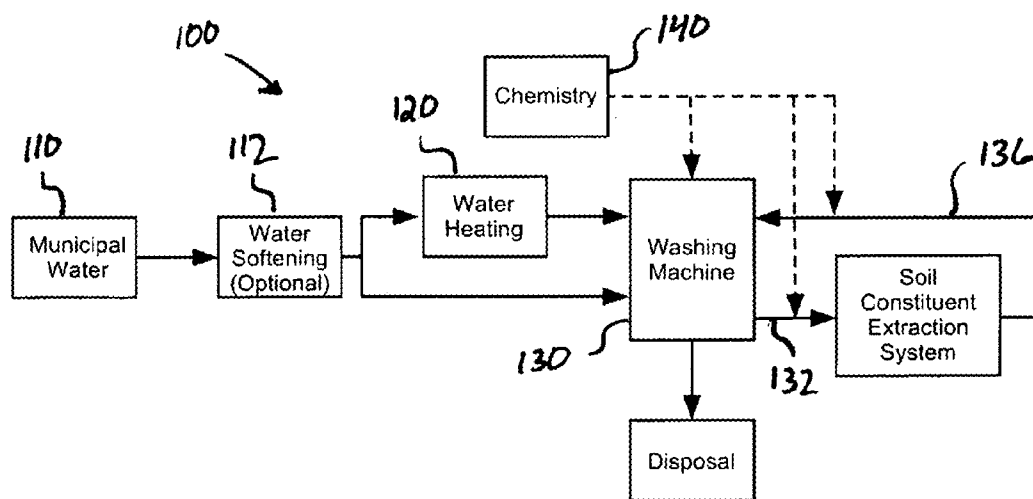 100
140
Chemistry
110
112
120
136
Municipal
Water
Water
Softening
(Optional)
Water
Heating
Washing
Machine
Soil
Constituent
Extraction
System
130
132
Disposal